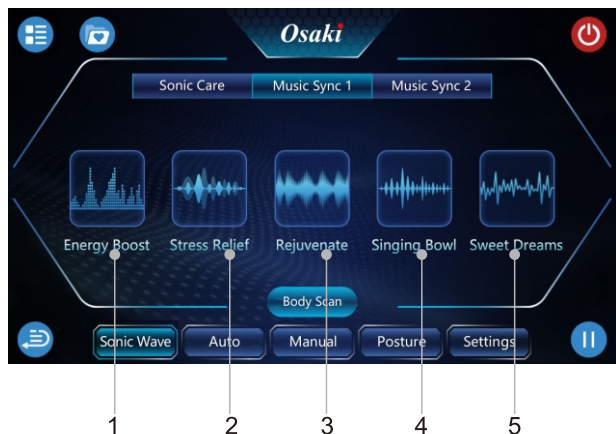 Osaki
Sonic Care Music Sync 1 Music Sync 2
Energy Boost Stress Relief Rejuvenate Singing Bowl Sweet Dreams
Body Scan
Sonic Wave Auto Manual Posture Settings
1 2 3 4 5